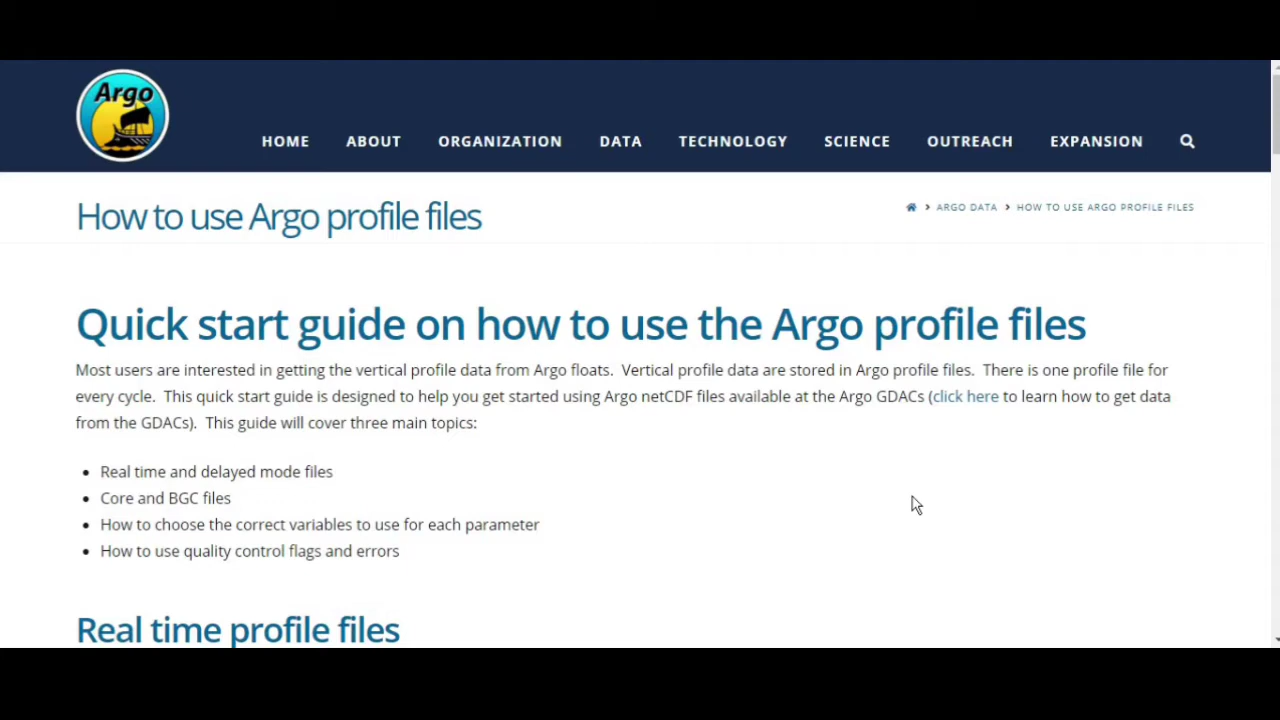 Argo
HOME ABOUT ORGANIZATION DATA TECHNOLOGY SCIENCE OUTREACH EXPANSION
How to use Argo profile files
ARGO DATA > HOW TO USE ARGO PROFILE FILES
Quick start guide on how to use the Argo profile files
Most users are interested in getting the vertical profile data from Argo floats.  Vertical profile data are stored in Argo profile files.  There is one profile file for
every cycle.  This quick start guide is designed to help you get started using Argo netCDF files available at the Argo GDACs (click here to learn how to get data
from the GDACs).  This guide will cover three main topics:
• Real time and delayed mode files
• Core and BGC files
• How to choose the correct variables to use for each parameter
• How to use quality control flags and errors
Real time profile files